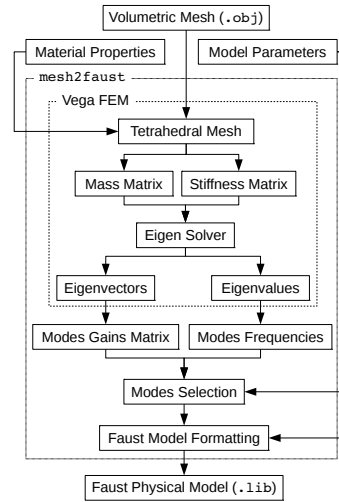 Volumetric Mesh (.obj)
Material Properties
Model Parameters
mesh2faust
Vega FEM
Tetrahedral Mesh
Mass Matrix
Stiffness Matrix
Eigen Solver
Eigenvectors
Eigenvalues
Modes Gains Matrix
Modes Frequencies
Modes Selection
Faust Model Formatting
Faust Physical Model (.lib)